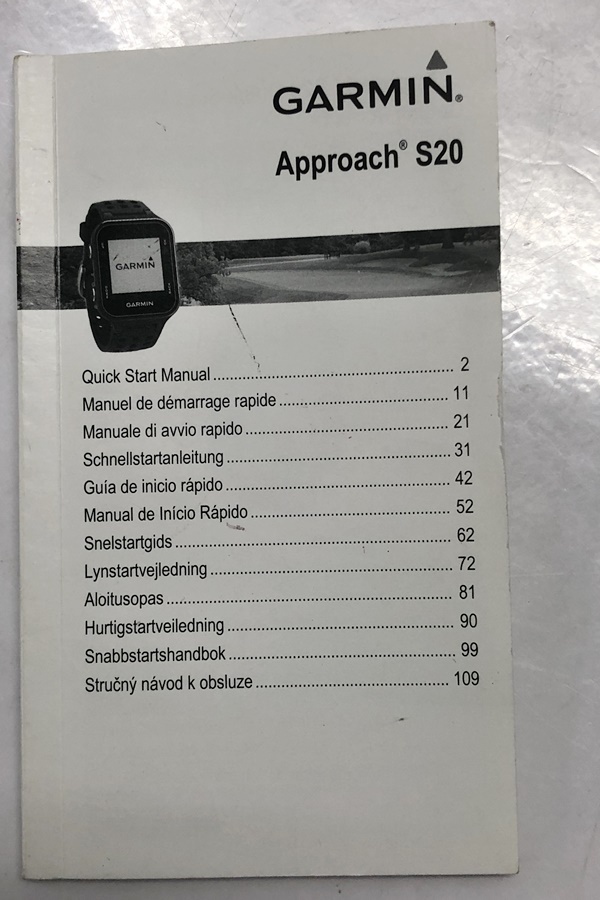 GARMIN®
Approach® S20
GARMIN
GARMIN
Quick Start Manual ........................................................ 2
Manuel de démarrage rapide ........................................ 11
Manuale di avvio rapido ................................................ 21
Schnellstartanleitung .................................................... 31
Guía de inicio rápido ..................................................... 42
Manual de Início Rápido ............................................... 52
Snelstartgids ................................................................. 62
Lynstartvejledning ......................................................... 72
Aloitusopas ................................................................... 81
Hurtigstartveiledning ..................................................... 90
Snabbstartshandbok ..................................................... 99
Stručný návod k obsluze .............................................. 109